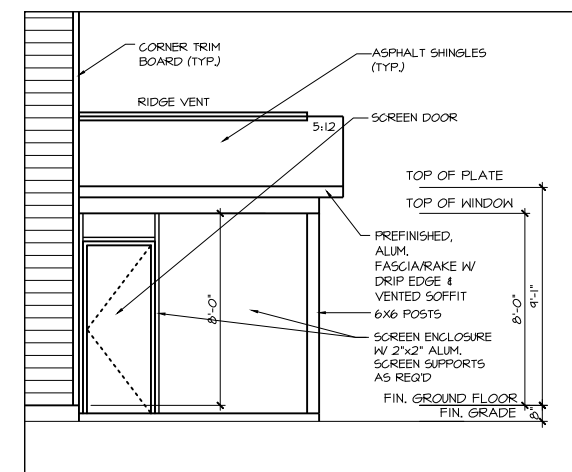 CORNER TRIM
BOARD (TYP.)
ASPHALT SHINGLES
(TYP.)
RIDGE VENT
5:12
SCREEN DOOR
TOP OF PLATE
TOP OF WINDOW
PREFINISHED,
ALUM.
FASCIA/RAKE W/
DRIP EDGE &
VENTED SOFFIT
6X6 POSTS
SCREEN ENCLOSURE
W/ 2"x2" ALUM.
SCREEN SUPPORTS
AS REQ'D
8'-0"
8'-0"
9'-1"
FIN. GROUND FLOOR
FIN. GRADE
8"